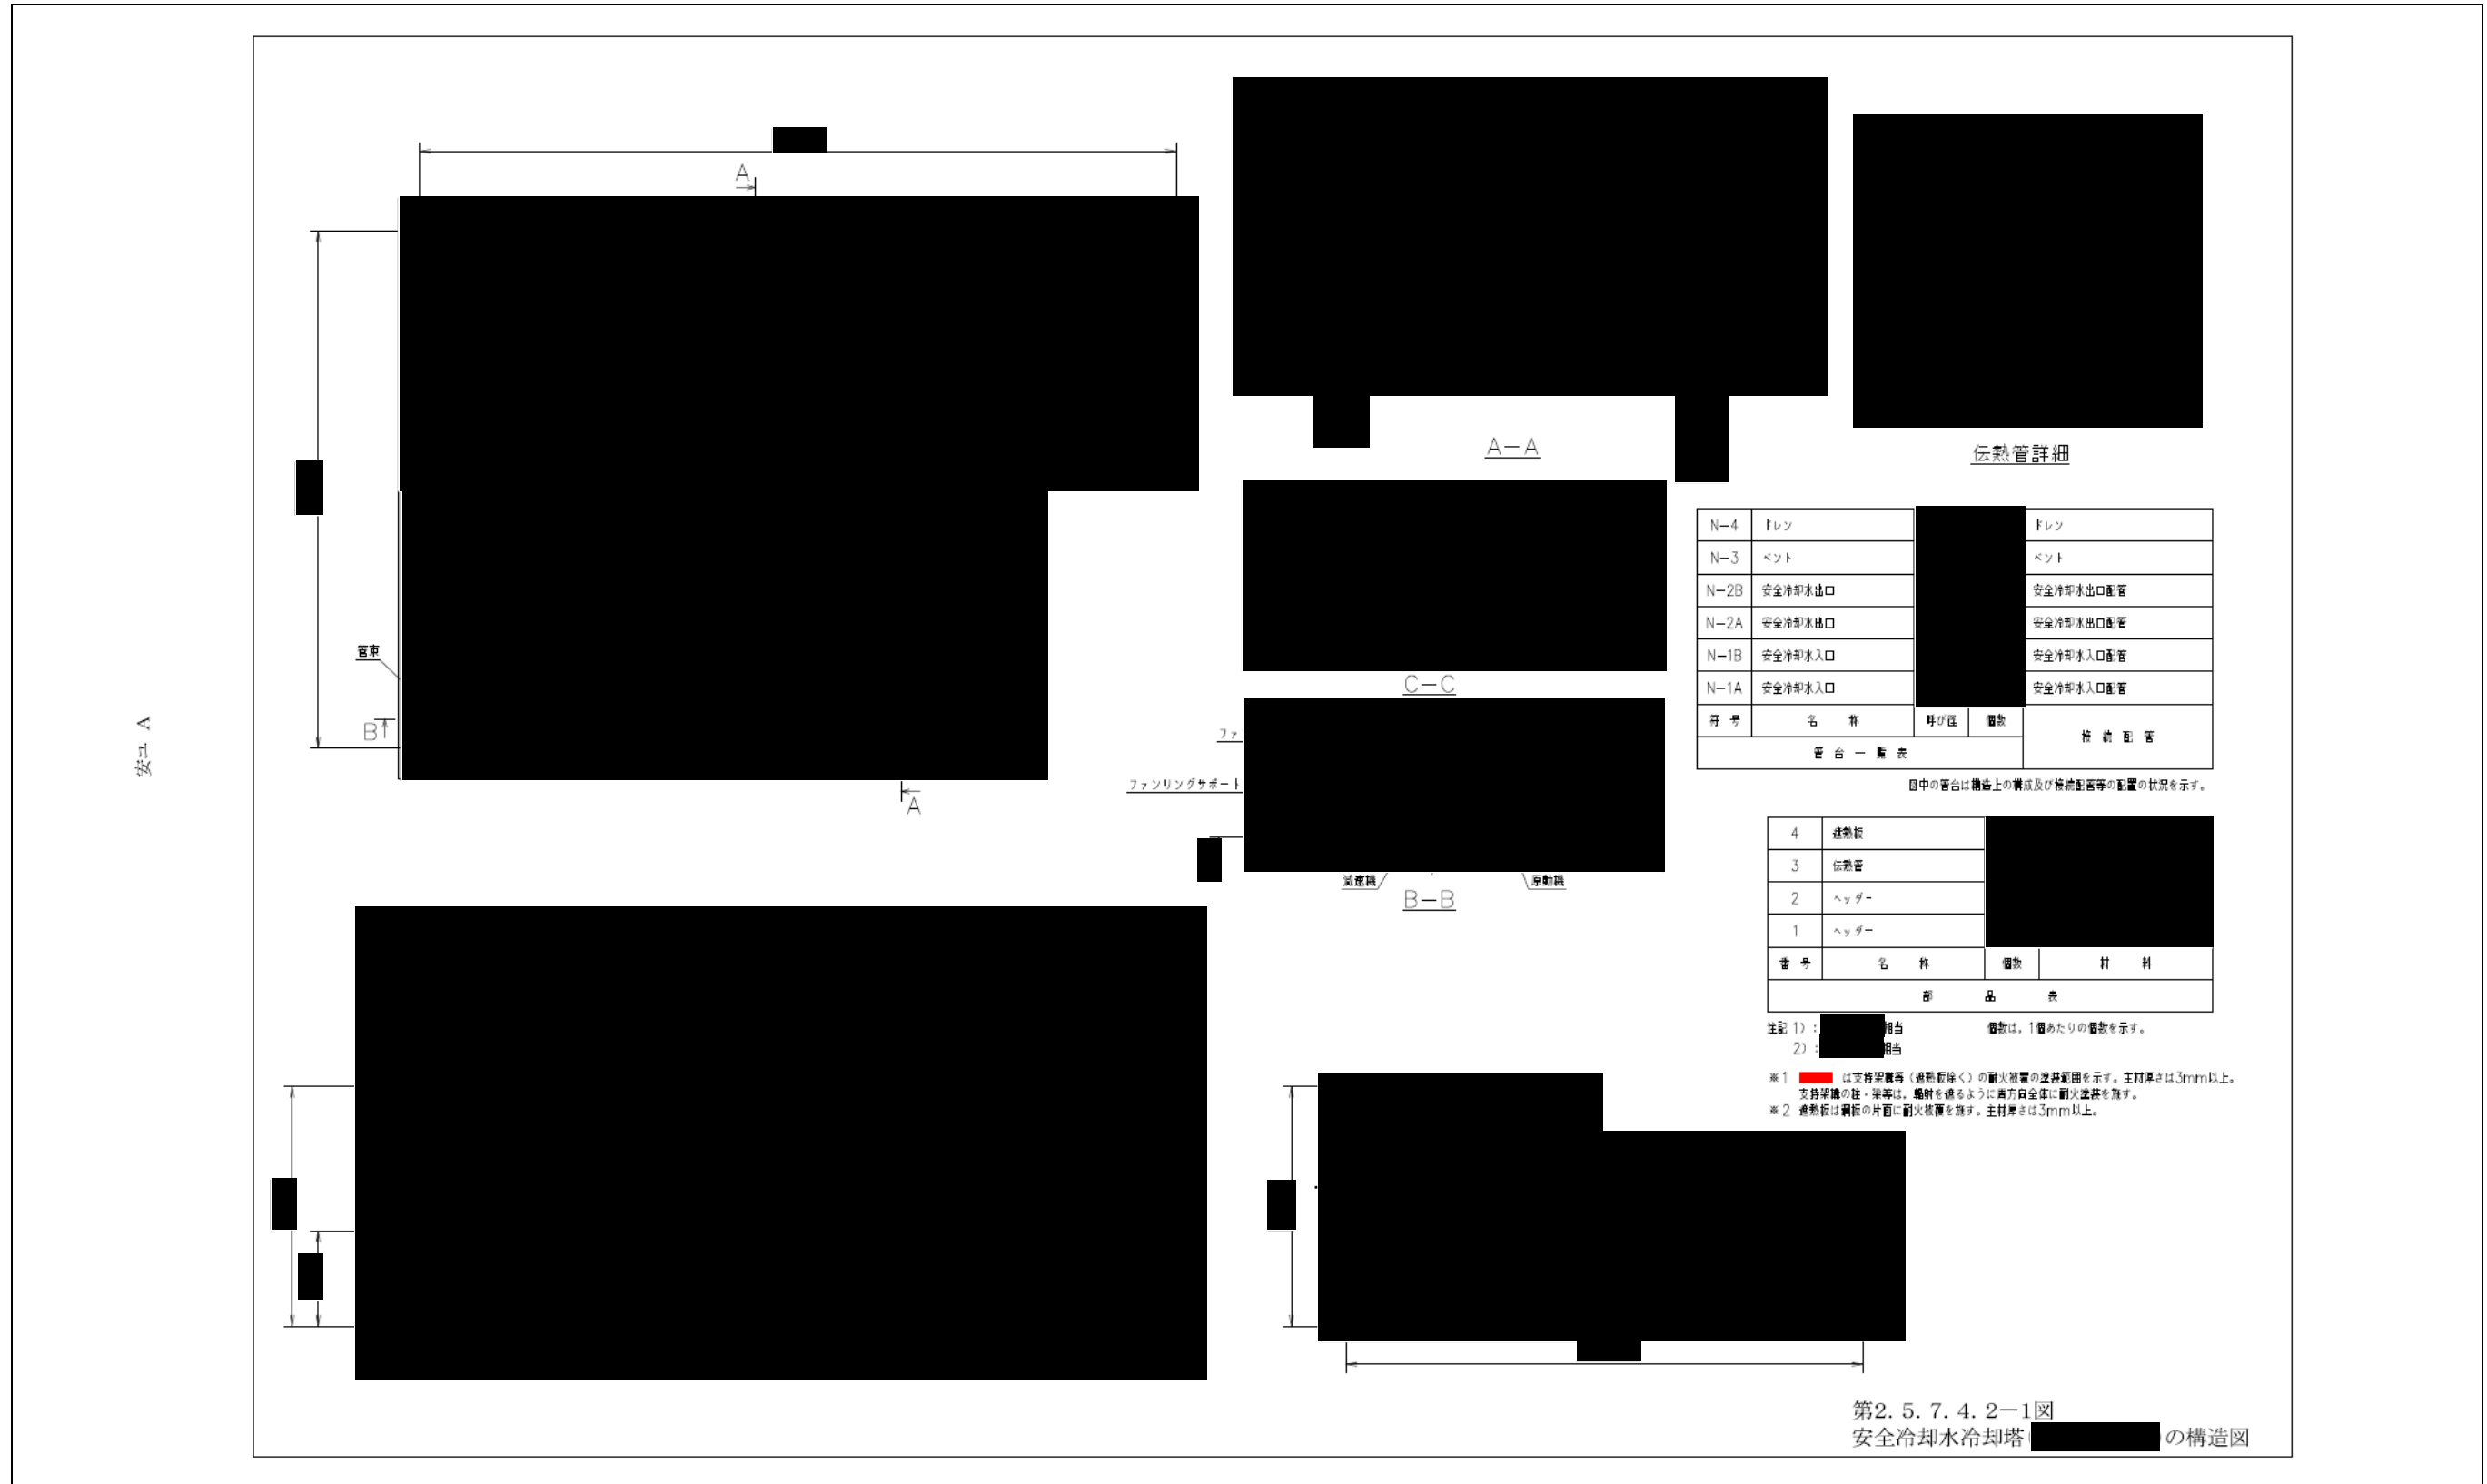 A
管束
B
A
A－A
伝熱管詳細
C－C
ファ
ファンリングサポート
減速機
原動機
B－B
N－4 ドレン ドレン
N－3 ベント ベント
N－2B 安全冷却水出口 安全冷却水出口配管
N－2A 安全冷却水出口 安全冷却水出口配管
N－1B 安全冷却水入口 安全冷却水入口配管
N－1A 安全冷却水入口 安全冷却水入口配管
符号 名称 呼び径 個数 接続配管
管台一覧表
図中の管台は構造上の構成及び接続配管等の配置の状況を示す。
4 遮熱板
3 伝熱管
2 ヘッダー
1 ヘッダー
番号 名称 個数 材料
部品表
注記 1）： 相当 個数は，1個あたりの個数を示す。
2）： 相当
※1 は支持架構等（遮熱板除く）の耐火被覆の塗装範囲を示す。主材厚さは3mm以上。
支持架構の柱・梁等は，輻射を遮るように周方向全体に耐火塗装を施す。
※2 遮熱板は鋼板の片面に耐火被覆を施す。主材厚さは3mm以上。
安ユ A
第2.5.7.4.2－1図
安全冷却水冷却塔 の構造図